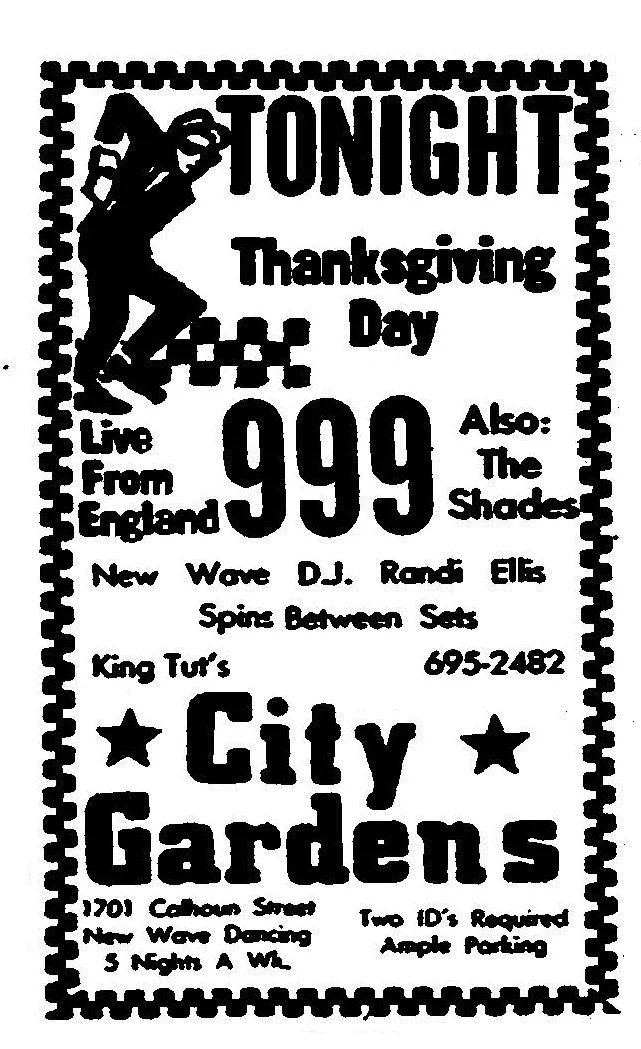 TONIGHT
Thanksgiving
Day
Live
From
England
999
Also:
The
Shades
New Wave D.J. Randi Ellis
Spins Between Sets
King Tut's 695-2482
City
Gardens
1701 Calhoun Street
New Wave Dancing
5 Nights A Wk.
Two ID's Required
Ample Parking